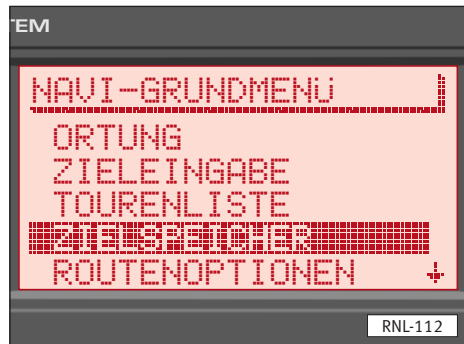 TEM
NAVI-GRUNDMENÜ
ORTUNG
ZIELEINGABE
TOURENLISTE
ZIELSPEICHER
ROUTENOPTIONEN
RNL-112